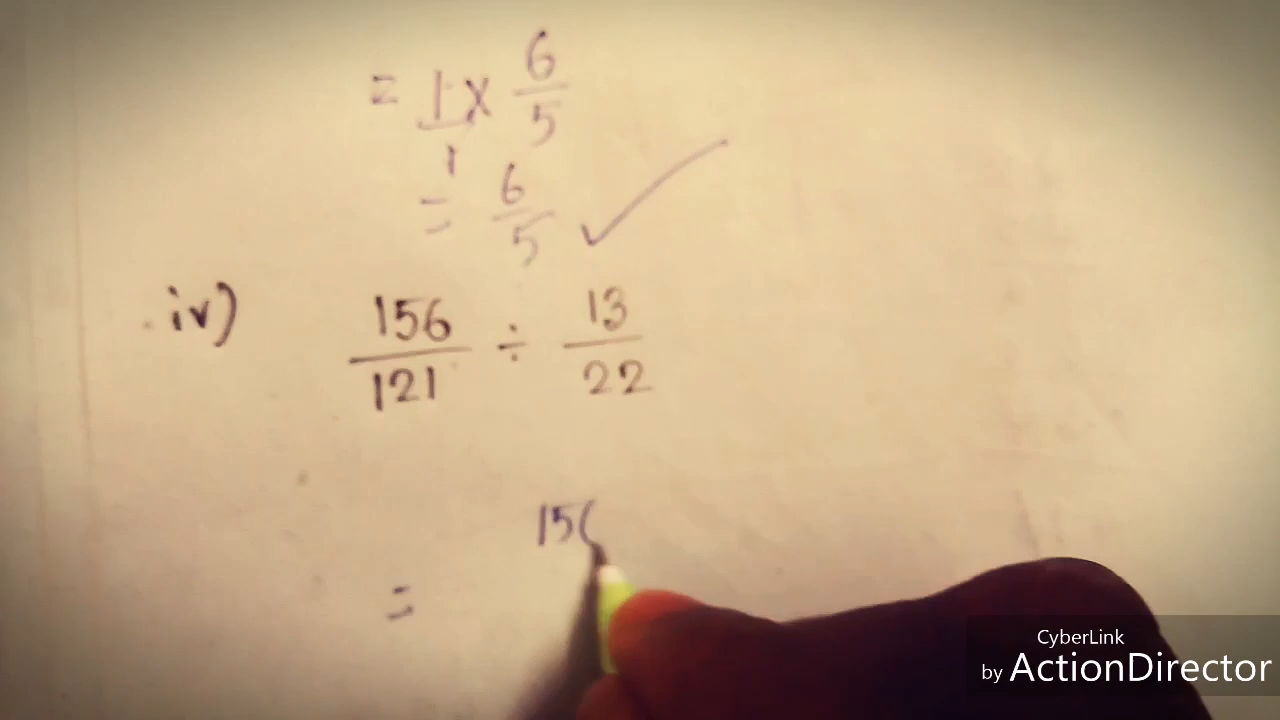 = 1/1 × 6/5
= 6/5 ✓
iv) 156/121 ÷ 13/22
= 15
CyberLink
by ActionDirector